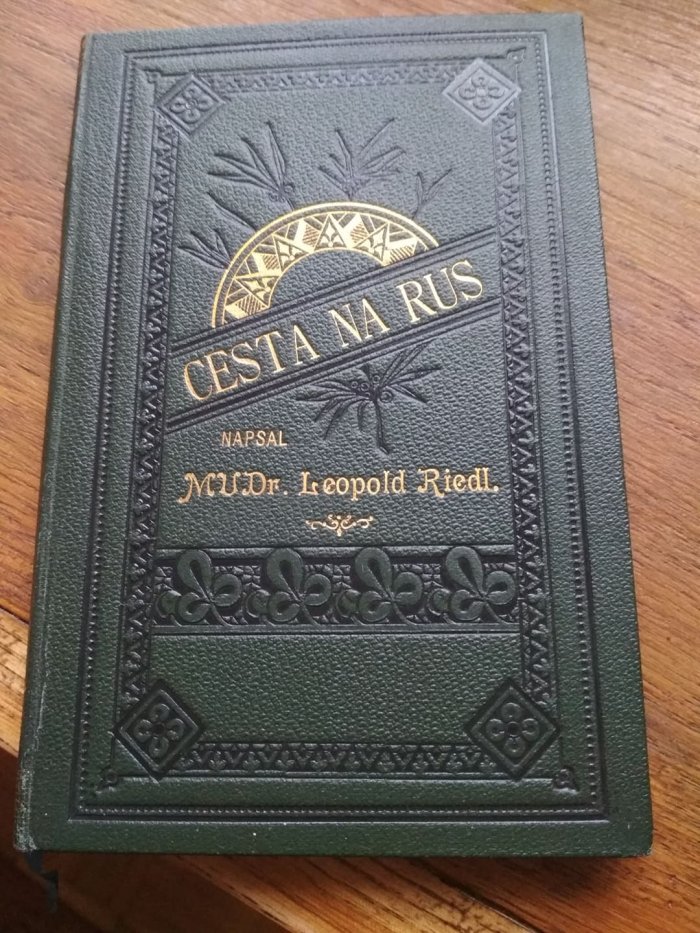 CESTA NA RUS
NAPSAL
MUDr. Leopold Riedl.